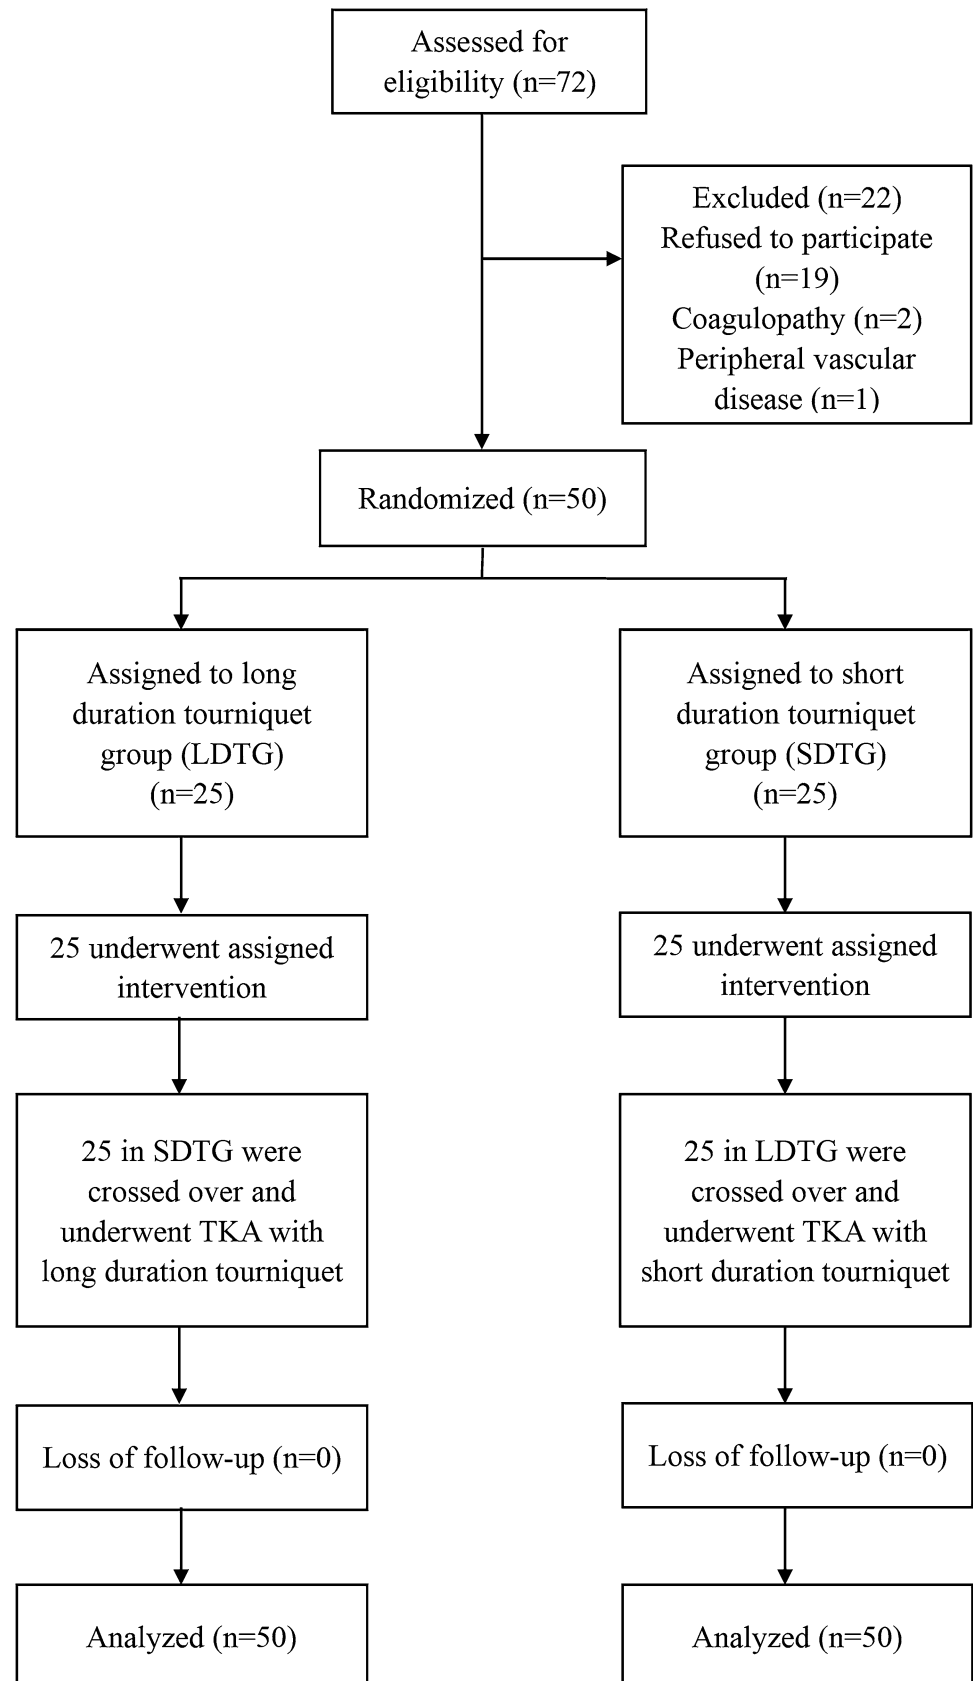 Assessed for
eligibility (n=72)
Excluded (n=22)
Refused to participate
(n=19)
Coagulopathy (n=2)
Peripheral vascular
disease (n=1)
Randomized (n=50)
Assigned to long
duration tourniquet
group (LDTG)
(n=25)
Assigned to short
duration tourniquet
group (SDTG)
(n=25)
25 underwent assigned
intervention
25 underwent assigned
intervention
25 in SDTG were
crossed over and
underwent TKA with
long duration tourniquet
25 in LDTG were
crossed over and
underwent TKA with
short duration tourniquet
Loss of follow-up (n=0)
Loss of follow-up (n=0)
Analyzed (n=50)
Analyzed (n=50)